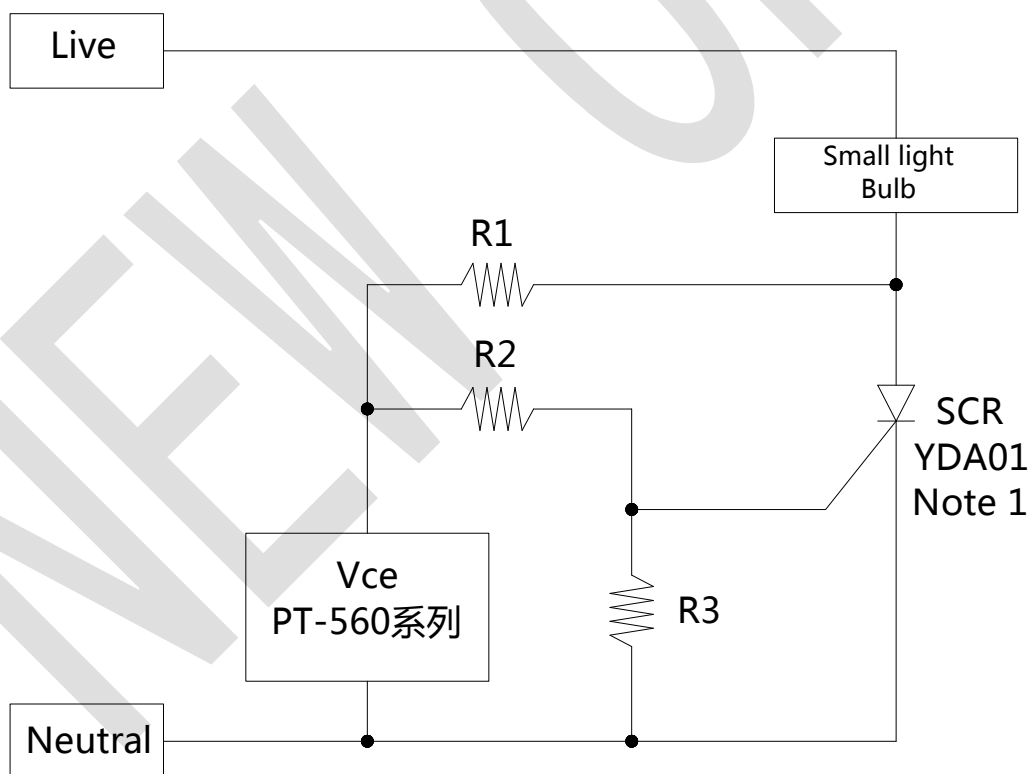 Live
Small light
Bulb
R1
R2
SCR
YDA01
Note 1
Vce
PT-560系列
R3
Neutral
NEW